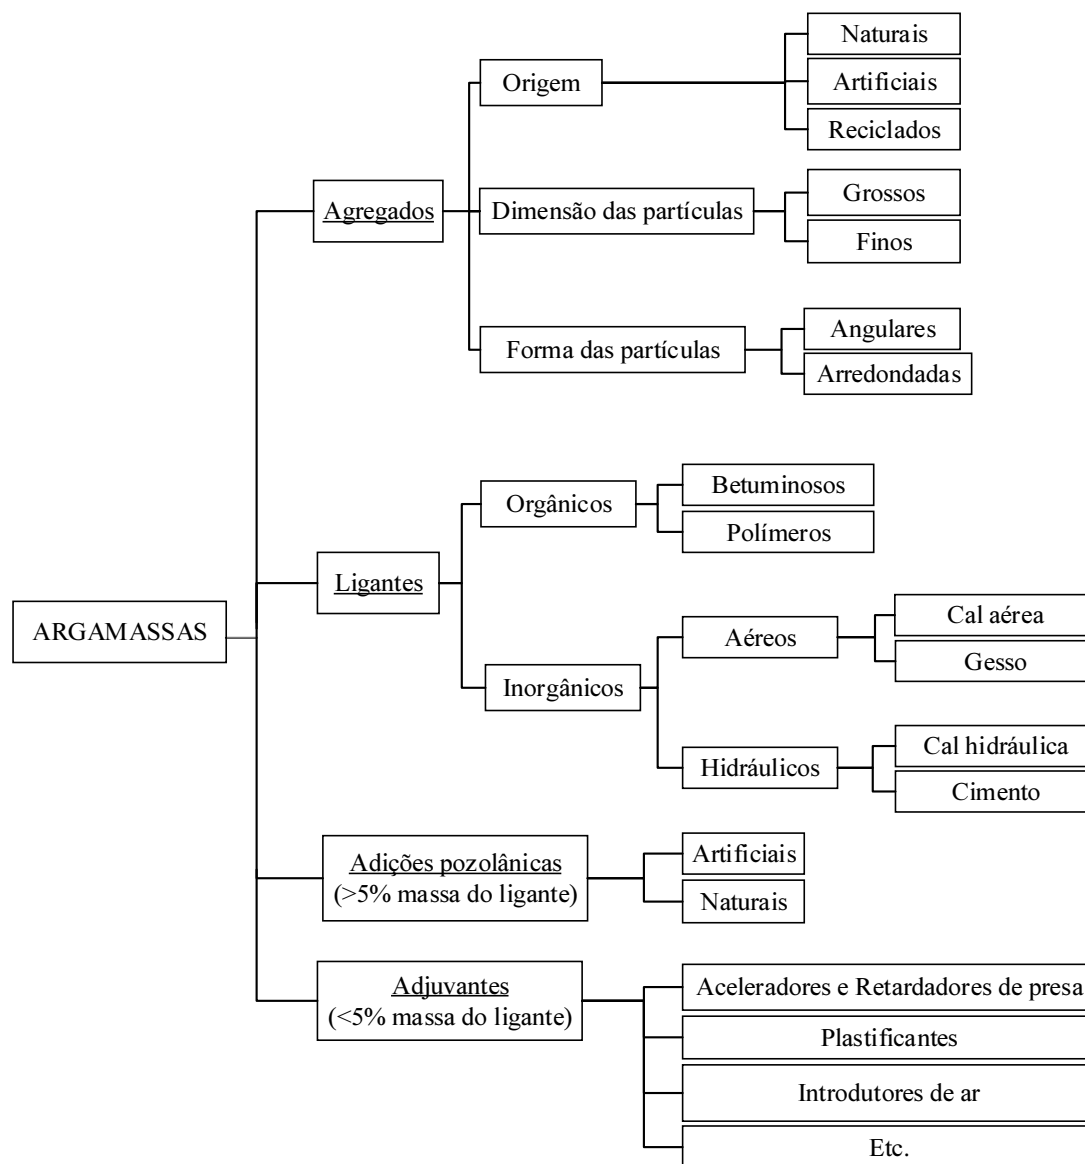 ARGAMASSAS
Agregados
Origem
Naturais
Artificiais
Reciclados
Dimensão das partículas
Grossos
Finos
Forma das partículas
Angulares
Arredondadas
Ligantes
Orgânicos
Betuminosos
Polímeros
Inorgânicos
Aéreos
Cal aérea
Gesso
Hidráulicos
Cal hidráulica
Cimento
Adições pozolânicas
(>5% massa do ligante)
Artificiais
Naturais
Adjuvantes
(<5% massa do ligante)
Aceleradores e Retardadores de presa
Plastificantes
Introdutores de ar
Etc.